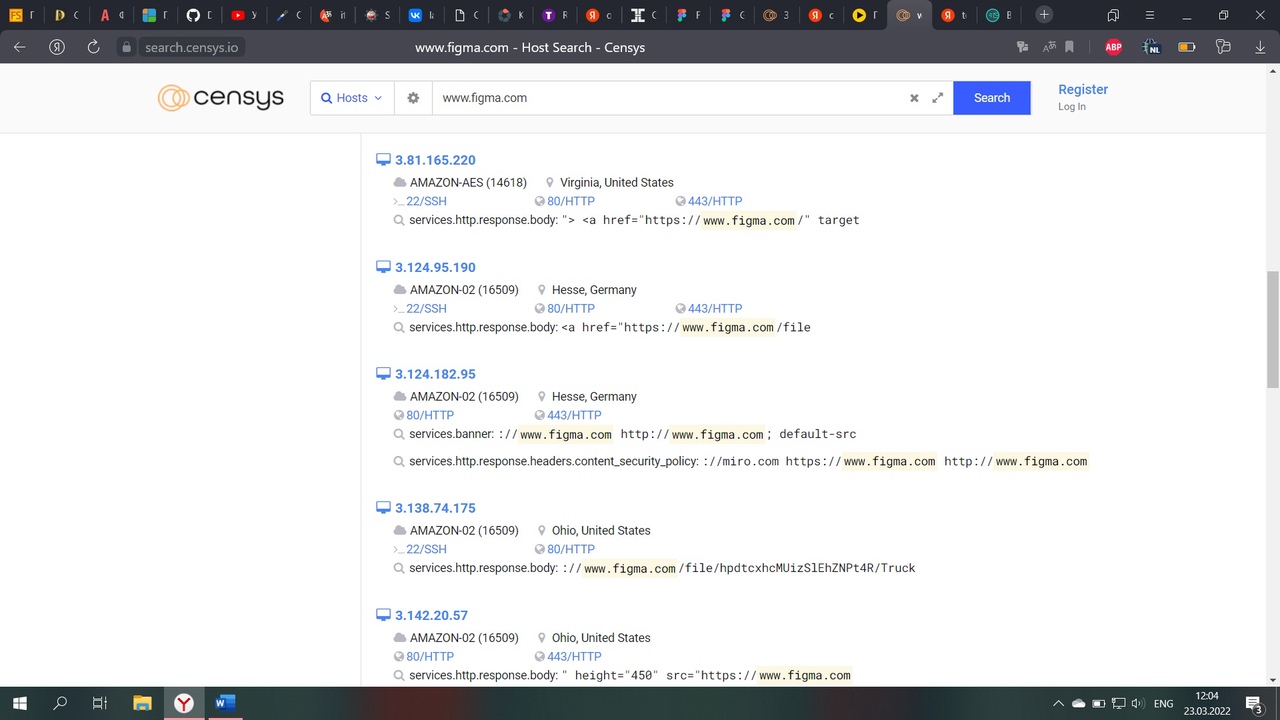 FS
D
C
A
D
Y
C
it
S
la
C
K
R
o
C
F
F
C
3
c
T
w
t
E
search.censys.io
www.figma.com - Host Search - Censys
ABP
NL
censys
Hosts
www.figma.com
Search
Register
Log In
3.81.165.220
AMAZON-AES (14618) Virginia, United States
22/SSH 80/HTTP 443/HTTP
services.http.response.body: "> <a href="https://www.figma.com/" target
3.124.95.190
AMAZON-02 (16509) Hesse, Germany
22/SSH 80/HTTP 443/HTTP
services.http.response.body: <a href="https://www.figma.com/file
3.124.182.95
AMAZON-02 (16509) Hesse, Germany
80/HTTP 443/HTTP
services.banner: ://www.figma.com http://www.figma.com; default-src
services.http.response.headers.content_security_policy: ://miro.com https://www.figma.com http://www.figma.com
3.138.74.175
AMAZON-02 (16509) Ohio, United States
22/SSH 80/HTTP
services.http.response.body: ://www.figma.com/file/hpdtcxhcMUizSlEhZNPt4R/Truck
3.142.20.57
AMAZON-02 (16509) Ohio, United States
80/HTTP 443/HTTP
services.http.response.body: " height="450" src="https://www.figma.com
ENG
12:04
23.03.2022
3